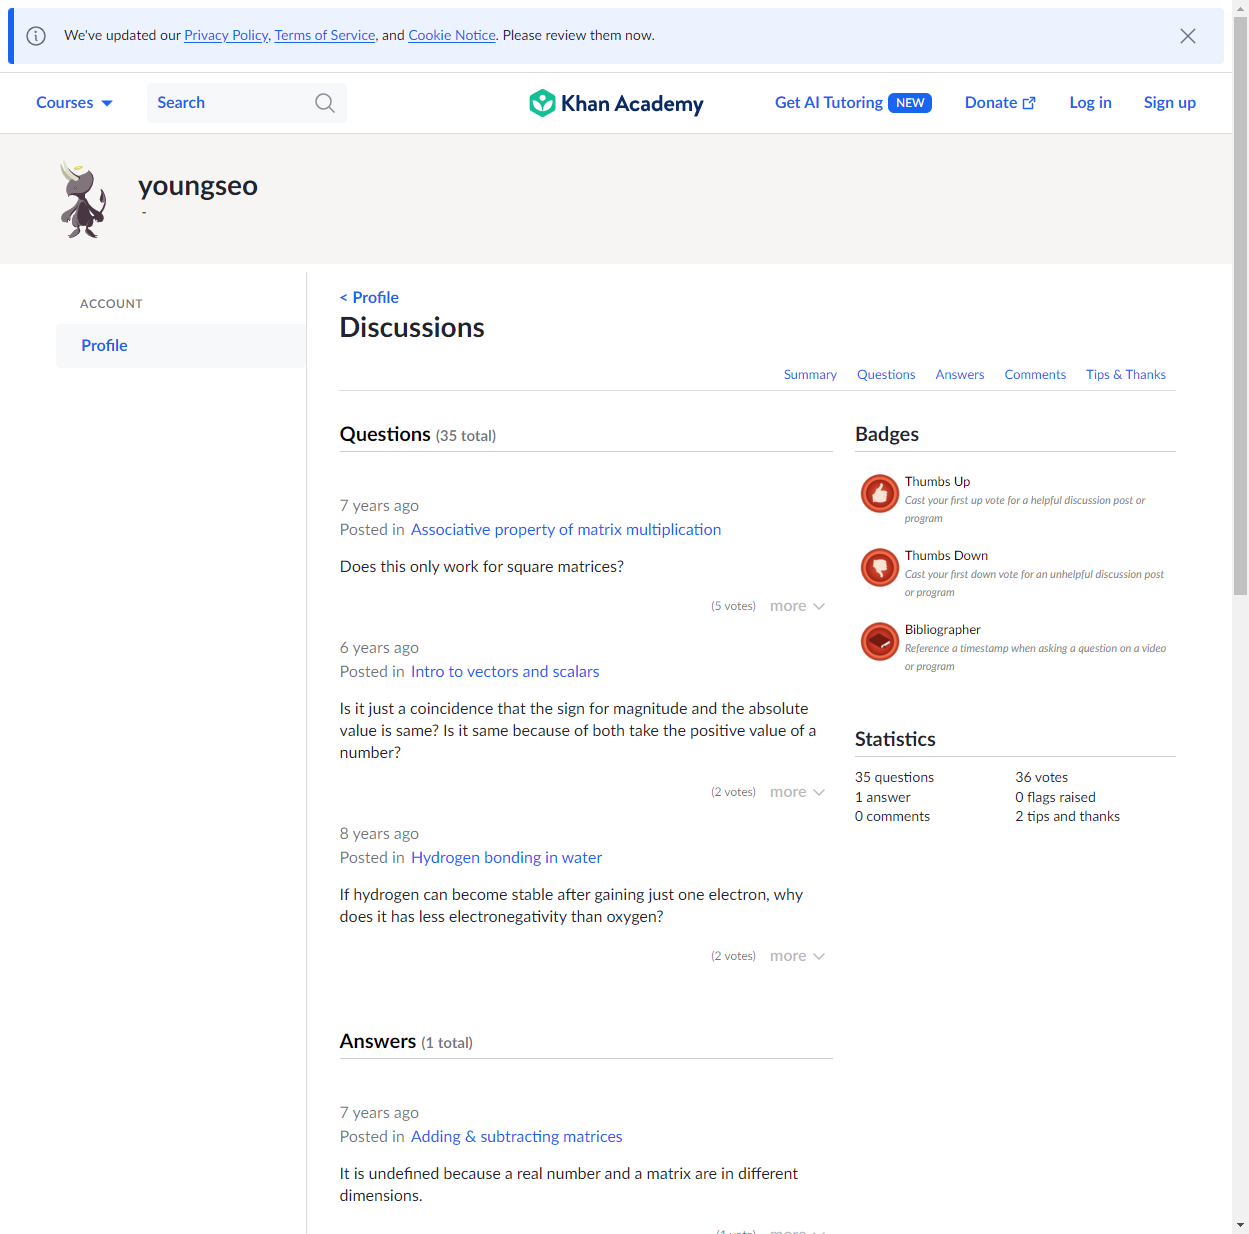 We've updated our Privacy Policy, Terms of Service, and Cookie Notice. Please review them now.
Courses
Search
Khan Academy
Get AI Tutoring NEW
Donate
Log in
Sign up
youngseo
-
ACCOUNT
Profile
< Profile
Discussions
Summary Questions Answers Comments Tips & Thanks
Questions (35 total)
7 years ago
Posted in Associative property of matrix multiplication
Does this only work for square matrices?
(5 votes) more
6 years ago
Posted in Intro to vectors and scalars
Is it just a coincidence that the sign for magnitude and the absolute
value is same? Is it same because of both take the positive value of a
number?
(2 votes) more
8 years ago
Posted in Hydrogen bonding in water
If hydrogen can become stable after gaining just one electron, why
does it has less electronegativity than oxygen?
(2 votes) more
Answers (1 total)
7 years ago
Posted in Adding & subtracting matrices
It is undefined because a real number and a matrix are in different
dimensions.
(1 vote) more
Badges
Thumbs Up
Cast your first up vote for a helpful discussion post or
program
Thumbs Down
Cast your first down vote for an unhelpful discussion post
or program
Bibliographer
Reference a timestamp when asking a question on a video
or program
Statistics
35 questions
1 answer
0 comments
36 votes
0 flags raised
2 tips and thanks